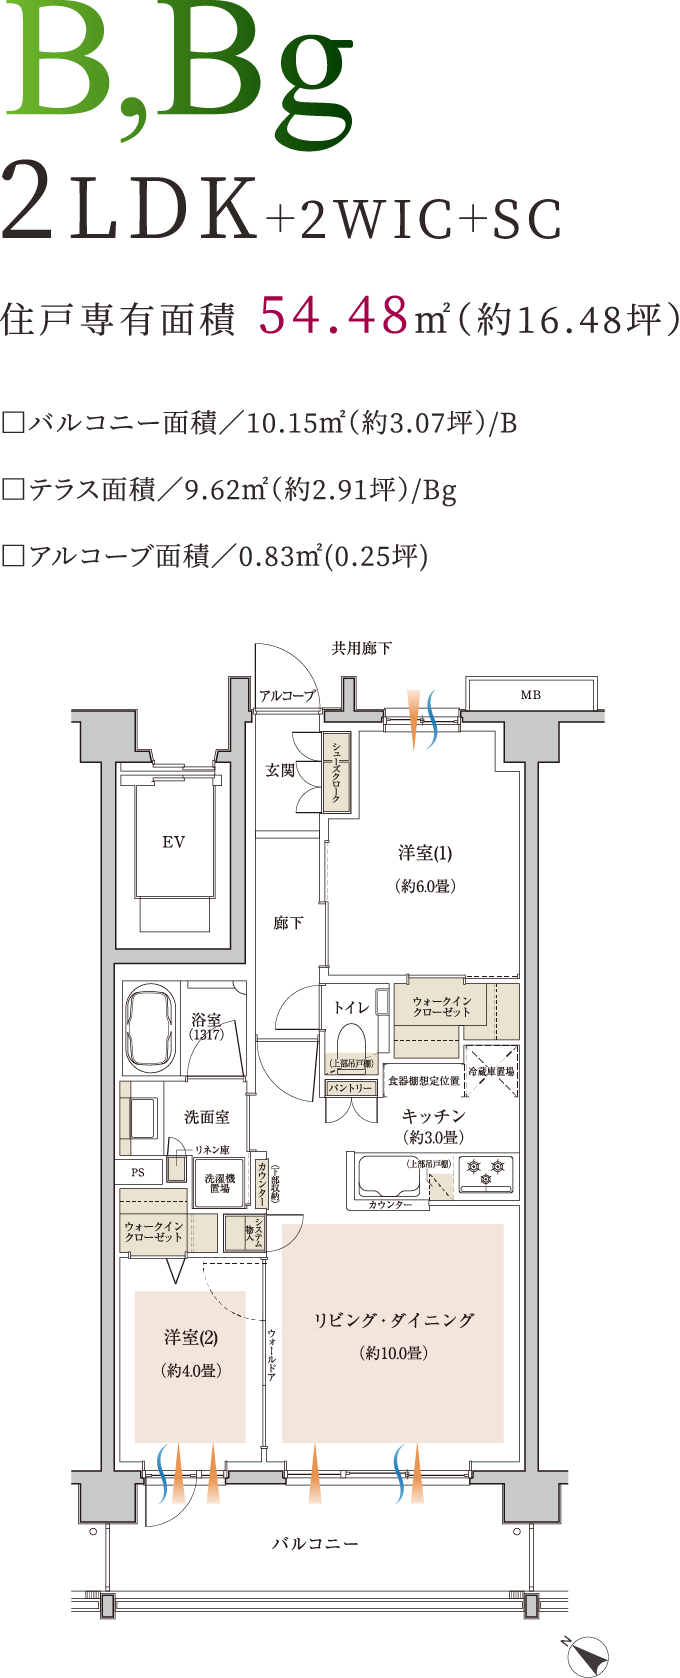 B,Bg
2LDK+2WIC+SC
住戸専有面積 54.48㎡(約16.48坪)
□バルコニー面積／10.15㎡(約3.07坪)/B
□テラス面積／9.62㎡(約2.91坪)/Bg
□アルコーブ面積／0.83㎡(0.25坪)
共用廊下
アルコーブ
MB
玄関
シューズクローク
EV
洋室(1)
(約6.0畳)
廊下
トイレ
ウォークイン
クローゼット
浴室
(1317)
(上部吊戸棚)
パントリー
食器棚想定位置
冷蔵庫置場
洗面室
キッチン
(約3.0畳)
リネン庫
PS
洗濯機
置場
カウンター
(下部収納)
(上部吊戸棚)
カウンター
ウォークイン
クローゼット
システム
物入
リビング・ダイニング
(約10.0畳)
洋室(2)
(約4.0畳)
ウォールドア
バルコニー
N